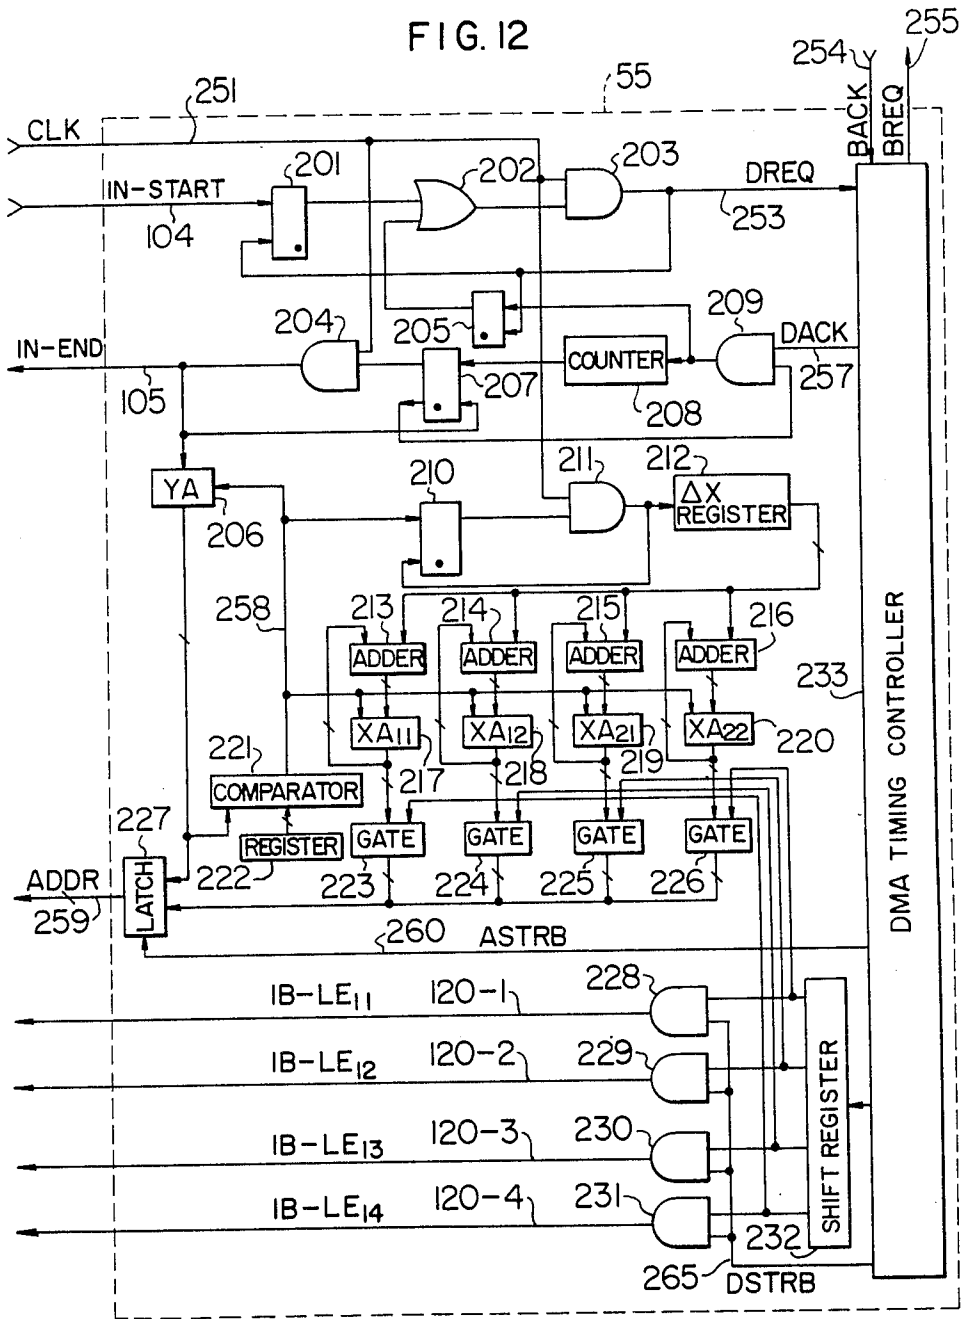 FIG. 12
254
255
55
BACK
BREQ
CLK
251
201
202
203
IN-START
104
DREQ
253
204
205
209
DACK
257
IN-END
105
COUNTER
207
208
YA
206
210
211
212
ΔX
REGISTER
258
213
214
215
216
ADDER
ADDER
ADDER
ADDER
233
DMA TIMING CONTROLLER
XA11
XA12
XA21
XA22
217
218
219
220
221
COMPARATOR
227
REGISTER
222
GATE
GATE
GATE
GATE
223
224
225
226
ADDR
259
LATCH
260
ASTRB
IB-LE11
120-1
228
IB-LE12
120-2
229
IB-LE13
120-3
230
IB-LE14
120-4
231
SHIFT REGISTER
232
265
DSTRB